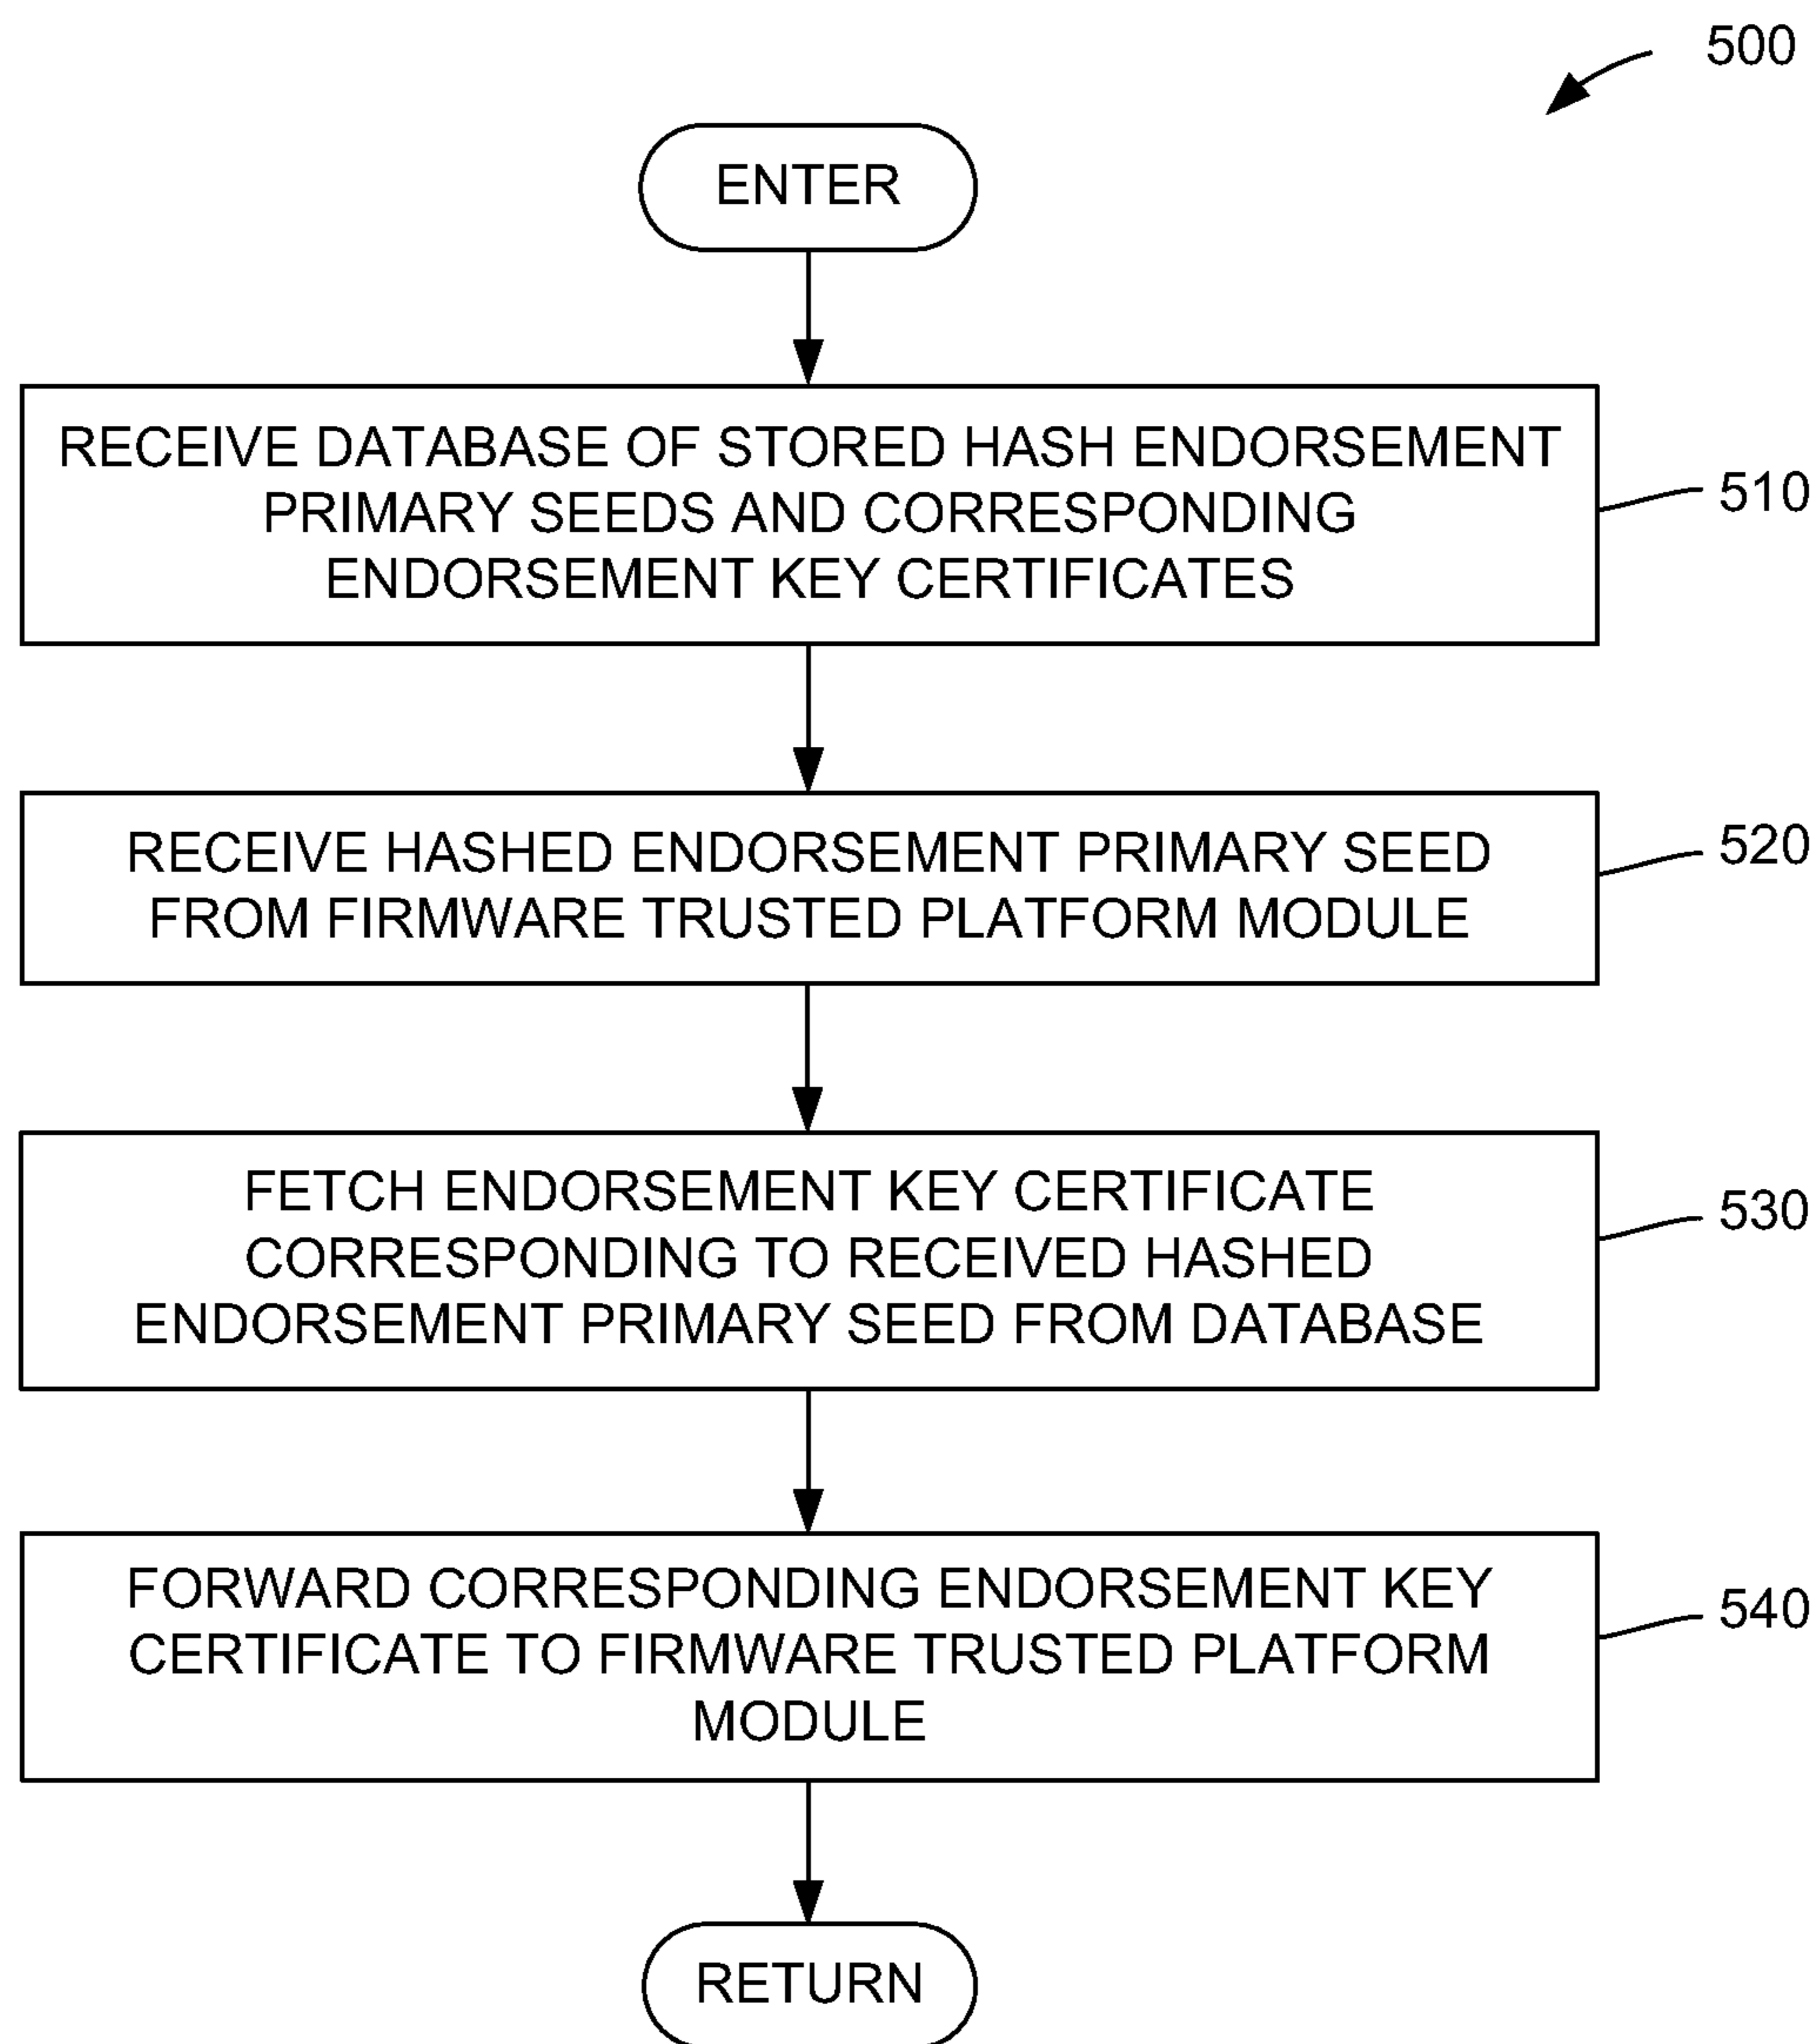 500
ENTER
RECEIVE DATABASE OF STORED HASH ENDORSEMENT
PRIMARY SEEDS AND CORRESPONDING
ENDORSEMENT KEY CERTIFICATES
510
RECEIVE HASHED ENDORSEMENT PRIMARY SEED
FROM FIRMWARE TRUSTED PLATFORM MODULE
520
FETCH ENDORSEMENT KEY CERTIFICATE
CORRESPONDING TO RECEIVED HASHED
ENDORSEMENT PRIMARY SEED FROM DATABASE
530
FORWARD CORRESPONDING ENDORSEMENT KEY
CERTIFICATE TO FIRMWARE TRUSTED PLATFORM
MODULE
540
RETURN